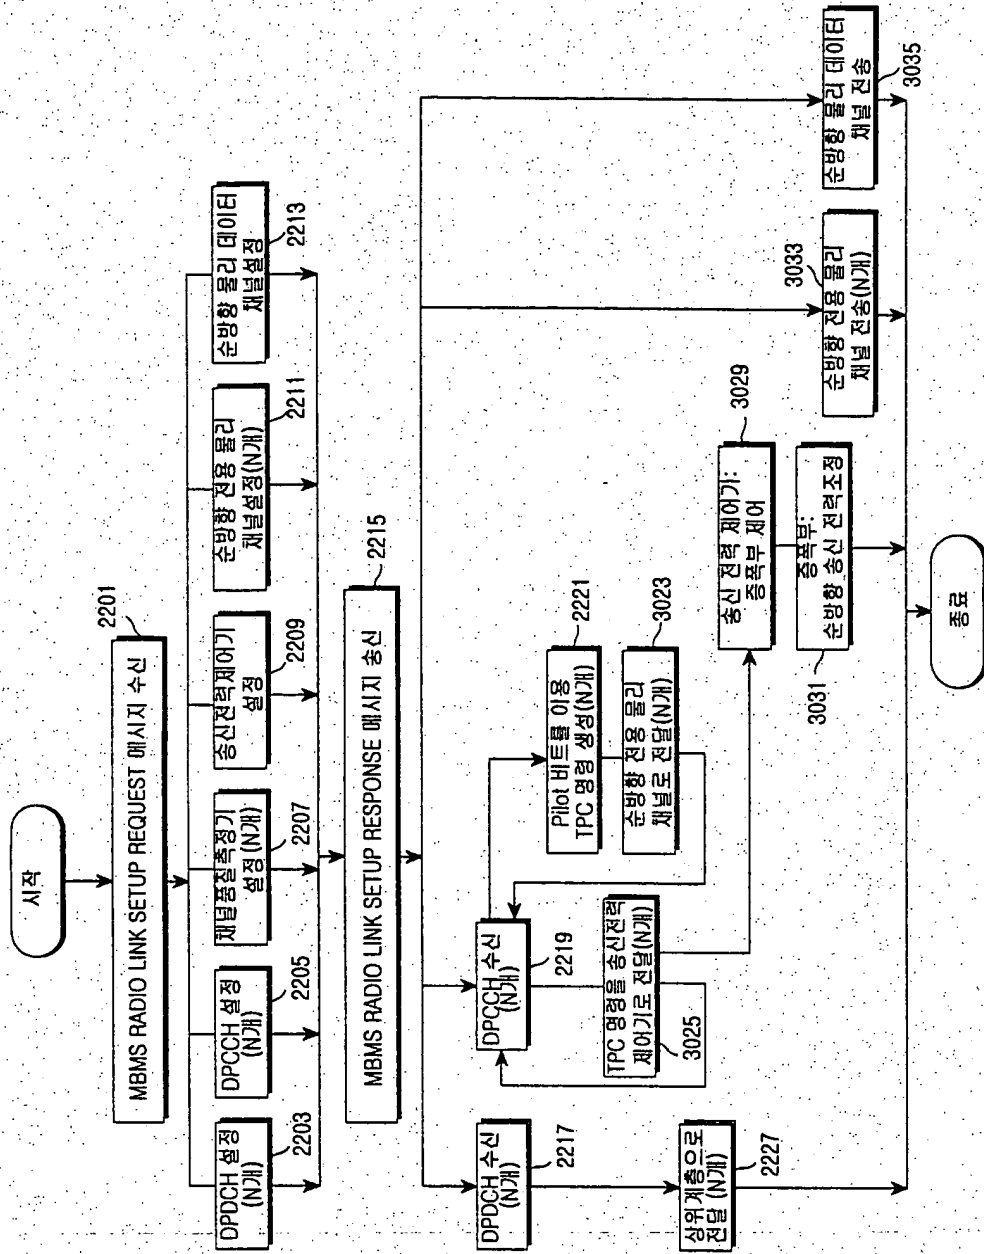 시작
MBMS RADIO LINK SETUP REQUEST 메시지 수신
2201
DPDCH 설정
(N개)
2203
DPCCH 설정
(N개)
2205
채널품질측정기
설정(N개)
2207
송신전력제어기
설정
2209
순방향 전용 물리
채널설정(N개)
2211
순방향 물리 데이터
채널설정
2213
MBMS RADIO LINK SETUP RESPONSE 메시지 송신
2215
DPDCH 수신
(N개)
2217
상위계층으로
전달 (N개)
2227
DPCCH 수신
(N개)
2219
TPC 명령을 송신전력
제어기로 전달(N개)
3025
Pilot 비트를 이용
TPC 명령 생성(N개)
2221
순방향 전용 물리
채널로 전달(N개)
3023
송신 전력 제어기:
증폭부 제어
3029
증폭부:
순방향 송신 전력조정
3031
순방향 전용 물리
채널 전송(N개)
3033
순방향 물리 데이터
채널 전송
3035
종료